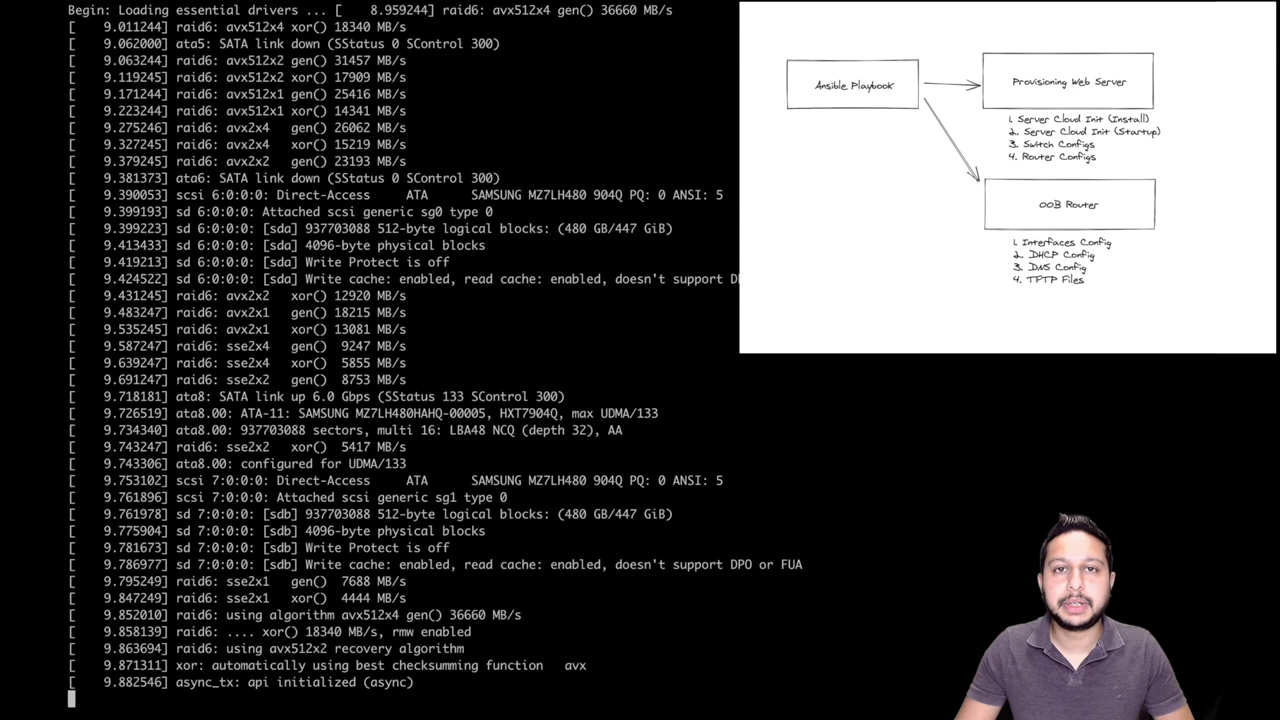 Begin: Loading essential drivers ... [    8.959244] raid6: avx512x4 gen() 36660 MB/s
[    9.011244] raid6: avx512x4 xor() 18340 MB/s
[    9.062000] ata5: SATA link down (SStatus 0 SControl 300)
[    9.063244] raid6: avx512x2 gen() 31457 MB/s
[    9.119245] raid6: avx512x2 xor() 17909 MB/s
[    9.171244] raid6: avx512x1 gen() 25416 MB/s
[    9.223244] raid6: avx512x1 xor() 14341 MB/s
[    9.275246] raid6: avx2x4   gen() 26062 MB/s
[    9.327245] raid6: avx2x4   xor() 15219 MB/s
[    9.379245] raid6: avx2x2   gen() 23193 MB/s
[    9.381373] ata6: SATA link down (SStatus 0 SControl 300)
[    9.390053] scsi 6:0:0:0: Direct-Access     ATA      SAMSUNG MZ7LH480 904Q PQ: 0 ANSI: 5
[    9.399193] sd 6:0:0:0: Attached scsi generic sg0 type 0
[    9.399223] sd 6:0:0:0: [sda] 937703088 512-byte logical blocks: (480 GB/447 GiB)
[    9.413433] sd 6:0:0:0: [sda] 4096-byte physical blocks
[    9.419213] sd 6:0:0:0: [sda] Write Protect is off
[    9.424522] sd 6:0:0:0: [sda] Write cache: enabled, read cache: enabled, doesn't support
[    9.431245] raid6: avx2x2   xor() 12920 MB/s
[    9.483247] raid6: avx2x1   gen() 18215 MB/s
[    9.535245] raid6: avx2x1   xor() 13081 MB/s
[    9.587247] raid6: sse2x4   gen()  9247 MB/s
[    9.639247] raid6: sse2x4   xor()  5855 MB/s
[    9.691247] raid6: sse2x2   gen()  8753 MB/s
[    9.718181] ata8: SATA link up 6.0 Gbps (SStatus 133 SControl 300)
[    9.726519] ata8.00: ATA-11: SAMSUNG MZ7LH480HAHQ-00005, HXT7904Q, max UDMA/133
[    9.734340] ata8.00: 937703088 sectors, multi 16: LBA48 NCQ (depth 32), AA
[    9.743247] raid6: sse2x2   xor()  5417 MB/s
[    9.743306] ata8.00: configured for UDMA/133
[    9.753102] scsi 7:0:0:0: Direct-Access     ATA      SAMSUNG MZ7LH480 904Q PQ: 0 ANSI: 5
[    9.761896] scsi 7:0:0:0: Attached scsi generic sg1 type 0
[    9.761978] sd 7:0:0:0: [sdb] 937703088 512-byte logical blocks: (480 GB/447 GiB)
[    9.775904] sd 7:0:0:0: [sdb] 4096-byte physical blocks
[    9.781673] sd 7:0:0:0: [sdb] Write Protect is off
[    9.786977] sd 7:0:0:0: [sdb] Write cache: enabled, read cache: enabled, doesn't support DPO or FUA
[    9.795249] raid6: sse2x1   gen()  7688 MB/s
[    9.847249] raid6: sse2x1   xor()  4444 MB/s
[    9.852010] raid6: using algorithm avx512x4 gen() 36660 MB/s
[    9.858139] raid6: .... xor() 18340 MB/s, rmw enabled
[    9.863694] raid6: using avx512x2 recovery algorithm
[    9.871311] xor: automatically using best checksumming function   avx
[    9.882546] async_tx: api initialized (async)
Ansible Playbook
Provisioning Web Server
1. Server Cloud Init (Install)
2. Server Cloud Init (Startup)
3. Switch Configs
4. Router Configs
OOB Router
1. Interfaces Config
2. DHCP Config
3. DNS Config
4. TFTP Files